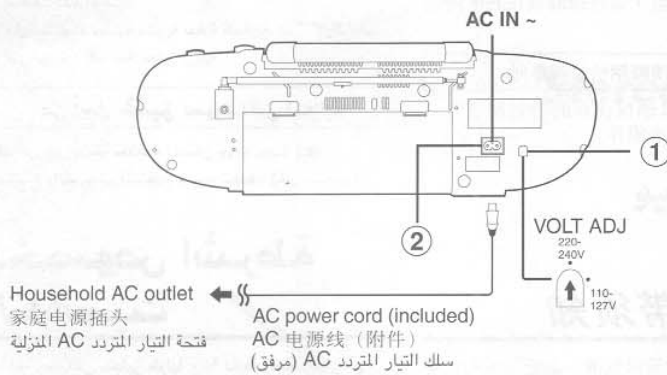 AC IN ~
①
②
VOLT ADJ
220-
240V
110-
127V
Household AC outlet
家庭电源插头
فتحة التيار المتردد AC المنزلية
AC power cord (included)
AC 电源线（附件）
سلك التيار المتردد AC (مرفق)